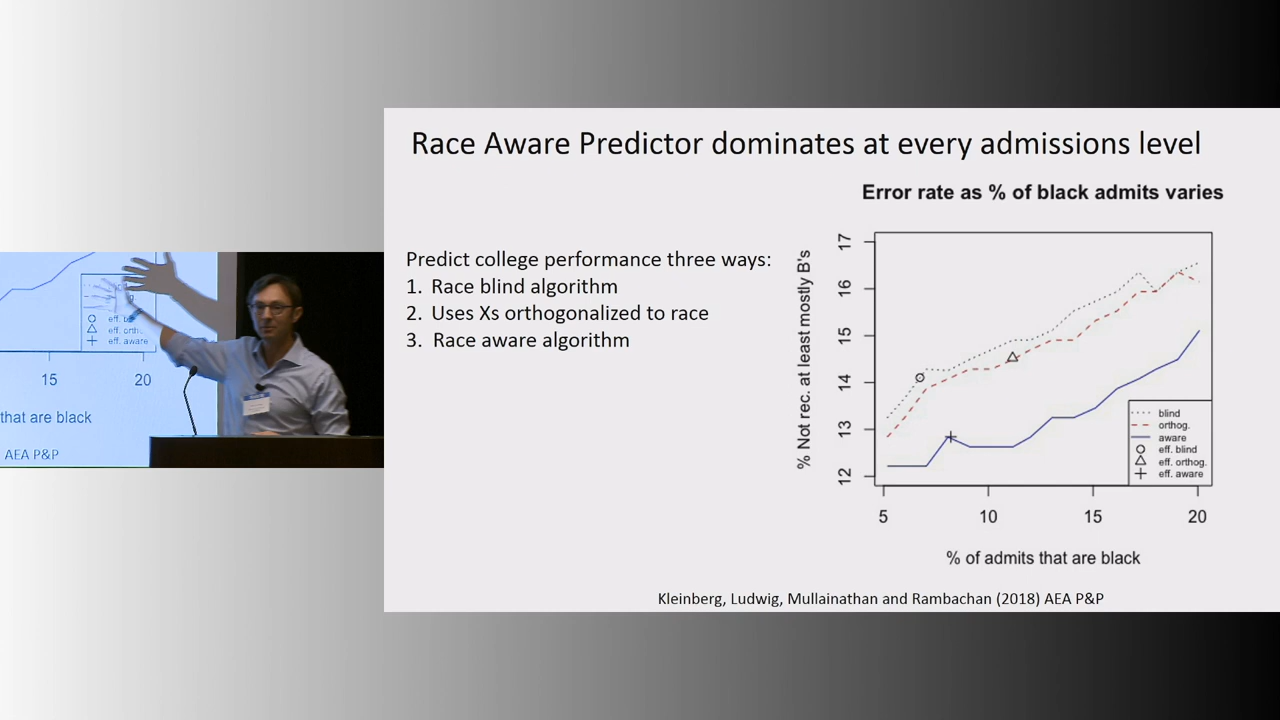 Race Aware Predictor dominates at every admissions level
Predict college performance three ways:
1. Race blind algorithm
2. Uses Xs orthogonalized to race
3. Race aware algorithm
Error rate as % of black admits varies
% Not rec. at least mostly B's
17
16
15
14
13
12
5
10
15
20
% of admits that are black
blind
orthog.
aware
eff. blind
eff. orthog.
eff. aware
Kleinberg, Ludwig, Mullainathan and Rambachan (2018) AEA P&P
eff. orth
eff. aware
15
20
that are black
AEA P&P